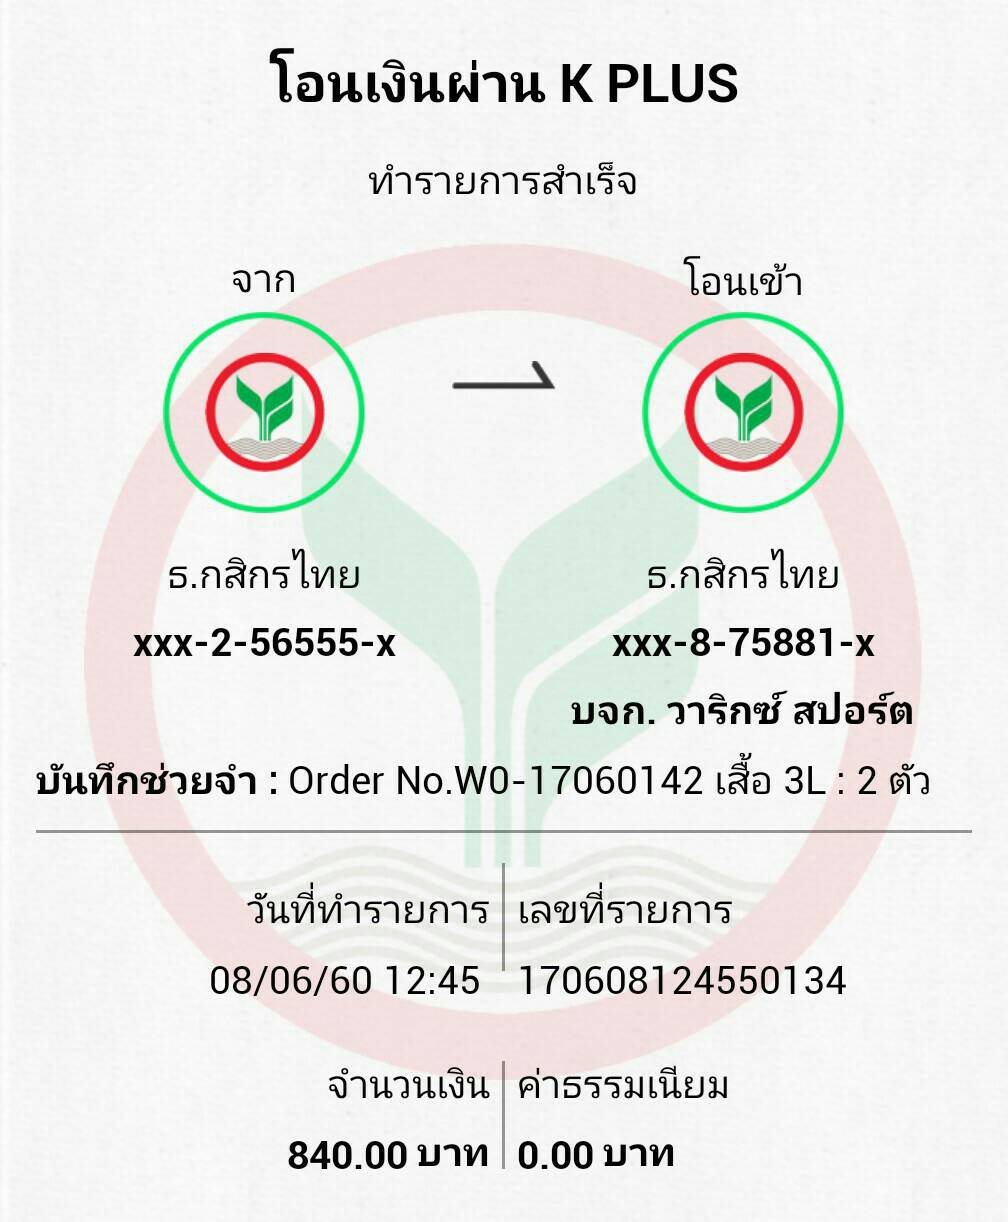 โอนเงินผ่าน K PLUS
ทำรายการสำเร็จ
จาก
โอนเข้า
ธ.กสิกรไทย
ธ.กสิกรไทย
xxx-2-56555-x
xxx-8-75881-x
บจก. วาริกซ์ สปอร์ต
บันทึกช่วยจำ : Order No.W0-17060142 เสื้อ 3L : 2 ตัว
วันที่ทำรายการ
เลขที่รายการ
08/06/60 12:45
170608124550134
จำนวนเงิน
ค่าธรรมเนียม
840.00 บาท
0.00 บาท